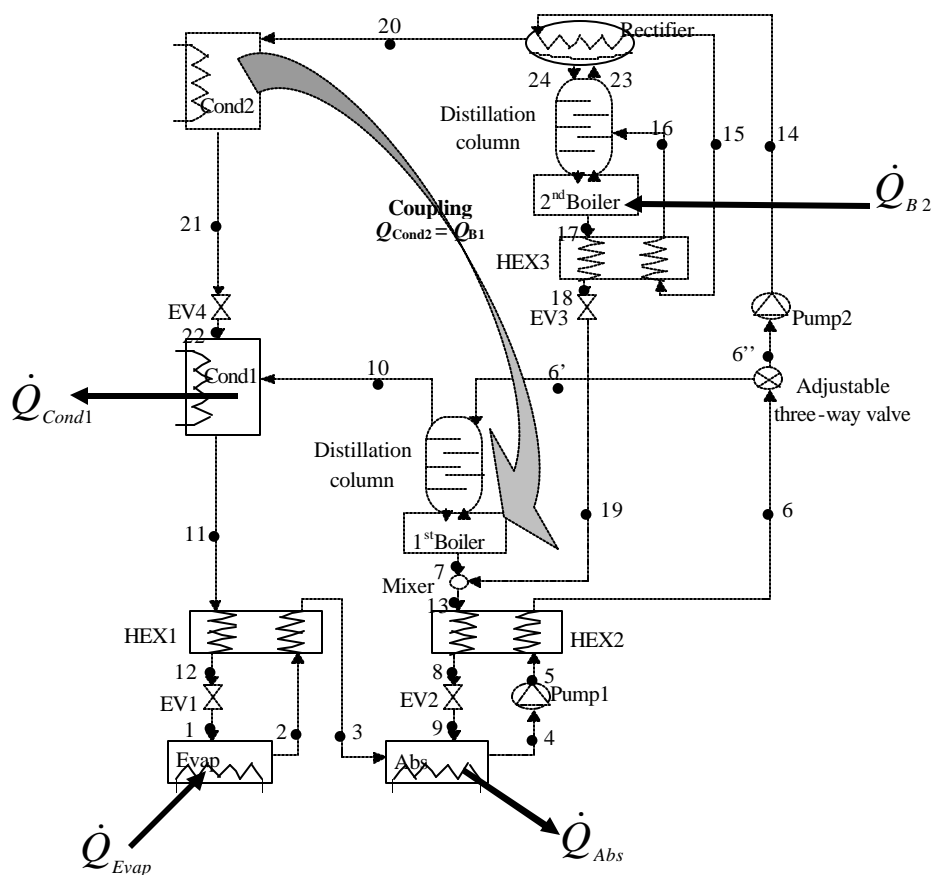 20
Rectifier
24
23
Cond2
Distillation
column
16
15
14
2nd Boiler
Q̇B 2
Coupling
QCond2 = QB1
21
17
HEX3
18
EV3
EV4
22
Pump2
6’’
Cond1
10
6’
Adjustable
three-way valve
Q̇Cond1
Distillation
column
11
19
6
1st Boiler
7
Mixer
13
HEX1
HEX2
12
8
5
EV1
EV2
Pump1
1
2
3
9
4
Evap
Abs
Q̇Evap
Q̇Abs